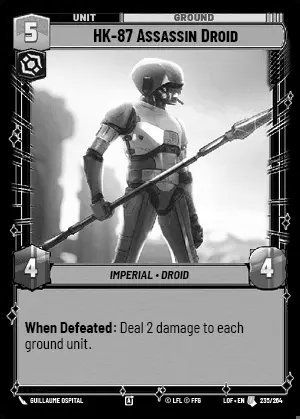 UNIT
GROUND
5
HK-87 ASSASSIN DROID
4
IMPERIAL • DROID
4
When Defeated: Deal 2 damage to each
ground unit.
GUILLAUME OSPITAL
© LFL © FFG
LOF • EN
235/264